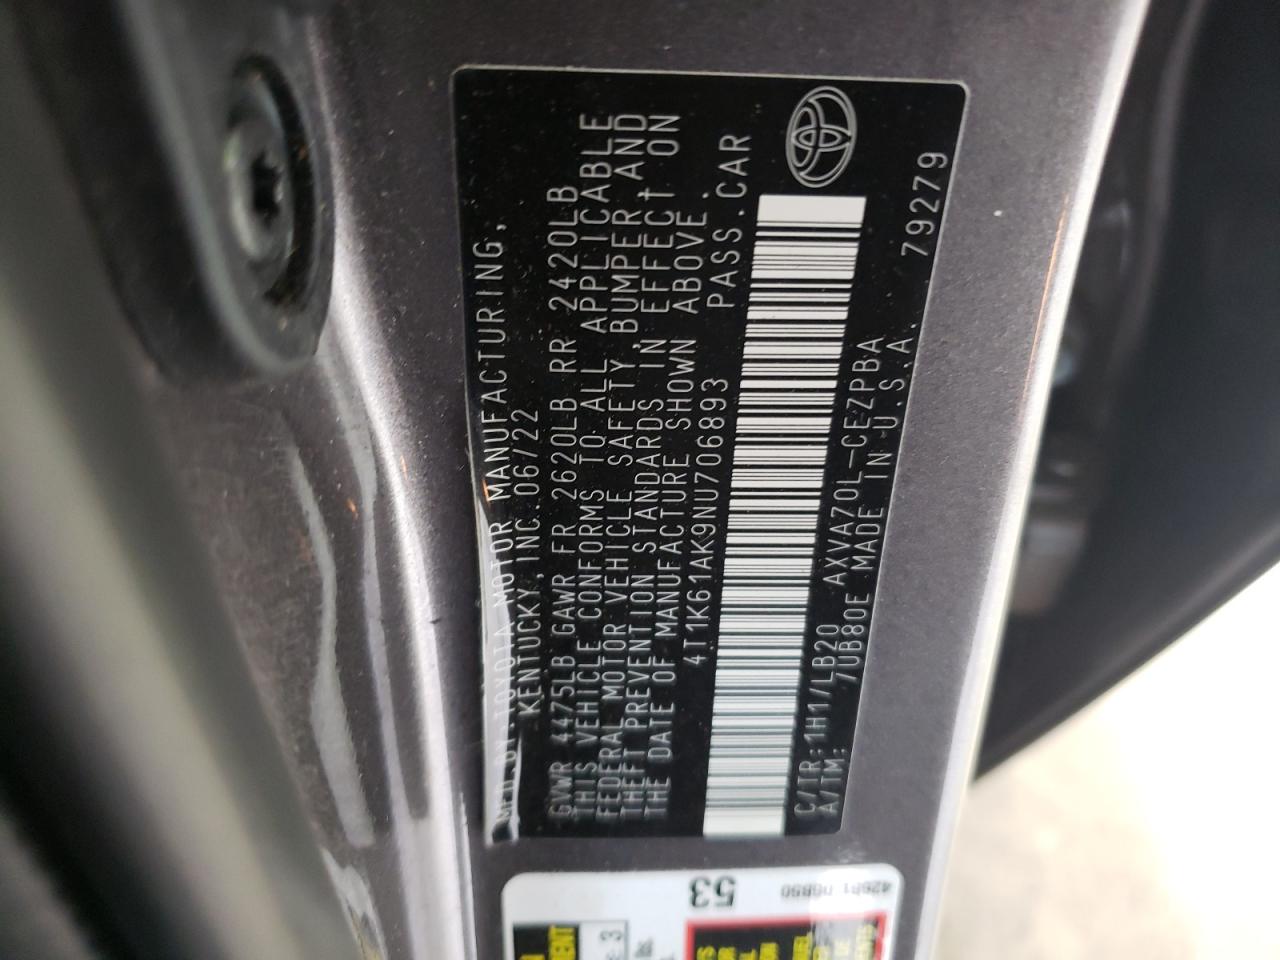 MFD.BY:TOYOTA MOTOR MANUFACTURING,
KENTUCKY,INC.06/22
GVWR 4475LB GAWR FR 2620LB RR 2420LB
THIS VEHICLE CONFORMS TO ALL APPLICABLE
FEDERAL MOTOR VEHICLE SAFETY,BUMPER,AND
THEFT PREVENTION STANDARDS IN EFFECT ON
THE DATE OF MANUFACTURE SHOWN ABOVE.
4T1K61AK9NU706893 PASS.CAR
C/TR:1H1/LB20
A/TM: 7UB80E AXVA70L-CEZPBA
MADE IN U.S.A. 79279
53